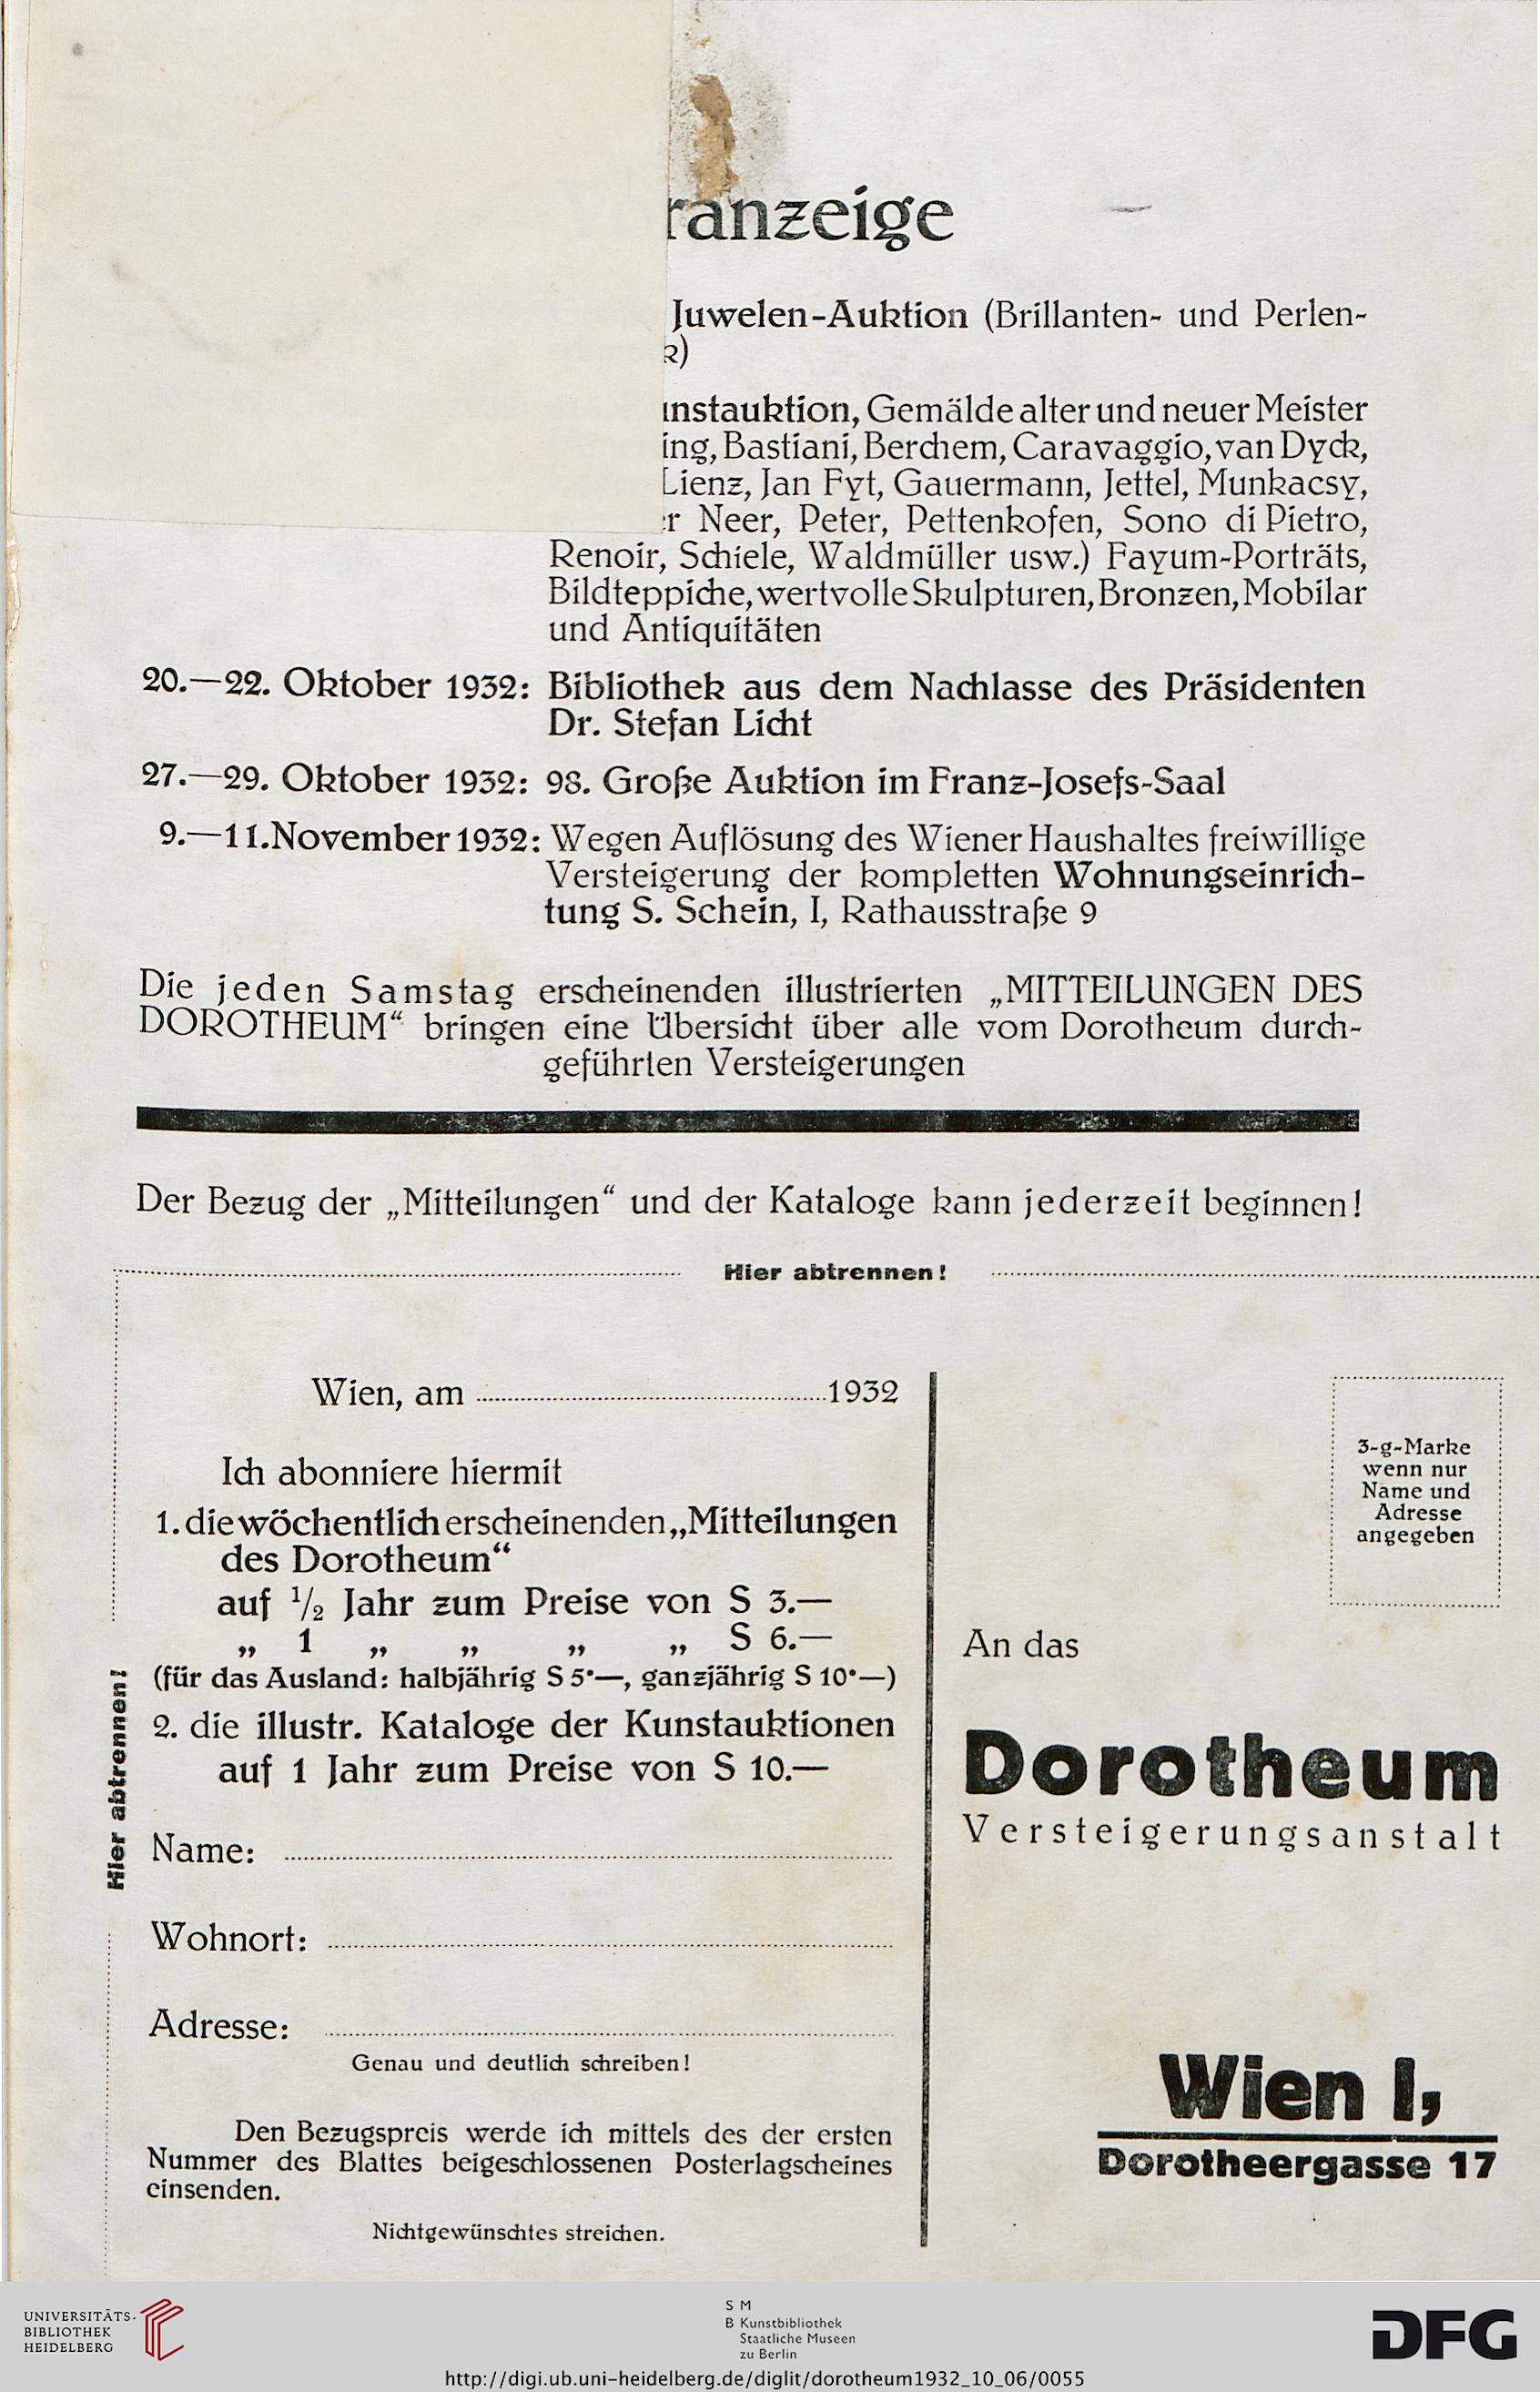 ranzeige
Juwelen-Auktion (Brillanten- und Perlen-
k)
unstauktion, Gemälde alter und neuer Meister
ing, Bastiani, Berchem, Caravaggio, van Dyck,
Lienz, Jan Fyt, Gauermann, Jettel, Munkacsy,
r Neer, Peter, Pettenkofen, Sono di Pietro,
Renoir, Schiele, Waldmüller usw.) Fayum-Porträts,
Bildteppiche, wertvolle Skulpturen, Bronzen, Mobilar
und Antiquitäten
20.—22. Oktober 1932: Bibliothek aus dem Nachlasse des Präsidenten
Dr. Stefan Licht
27.—29. Oktober 1932: 98. Große Auktion im Franz-Josefs-Saal
9.—11. November 1932: Wegen Auflösung des Wiener Haushaltes freiwillige
Versteigerung der kompletten Wohnungseinrich-
tung S. Schein, I, Rathausstraße 9
Die jeden Samstag erscheinenden illustrierten „MITTEILUNGEN DES
DOROTHEUM“ bringen eine Übersicht über alle vom Dorotheum durch-
geführten Versteigerungen
Der Bezug der „Mitteilungen“ und der Kataloge kann jederzeit beginnen!
Hier abtrennen!
Hier abtrennen!
Wien, am 1932
Ich abonniere hiermit
1. die wöchentlich erscheinenden „Mitteilungen
des Dorotheum“
auf 1/2 Jahr zum Preise von S 3.—
„ 1 „ „ „ „ S 6.—
(für das Ausland: halbjährig S 5·—, ganzjährig S 10·—)
2. die illustr. Kataloge der Kunstauktionen
auf 1 Jahr zum Preise von S 10.—
Name:
Wohnort:
Adresse:
Genau und deutlich schreiben!
Den Bezugspreis werde ich mittels des der ersten
Nummer des Blattes beigeschlossenen Posterlagscheines
einsenden.
Nichtgewünschtes streichen.
3-g-Marke
wenn nur
Name und
Adresse
angegeben
An das
Dorotheum
Versteigerungsanstalt
Wien I,
Dorotheergasse 17
UNIVERSITÄTS-
BIBLIOTHEK
HEIDELBERG
S M
B Kunstbibliothek
Staatliche Museen
zu Berlin
DFG
http://digi.ub.uni-heidelberg.de/diglit/dorotheum1932_10_06/0055